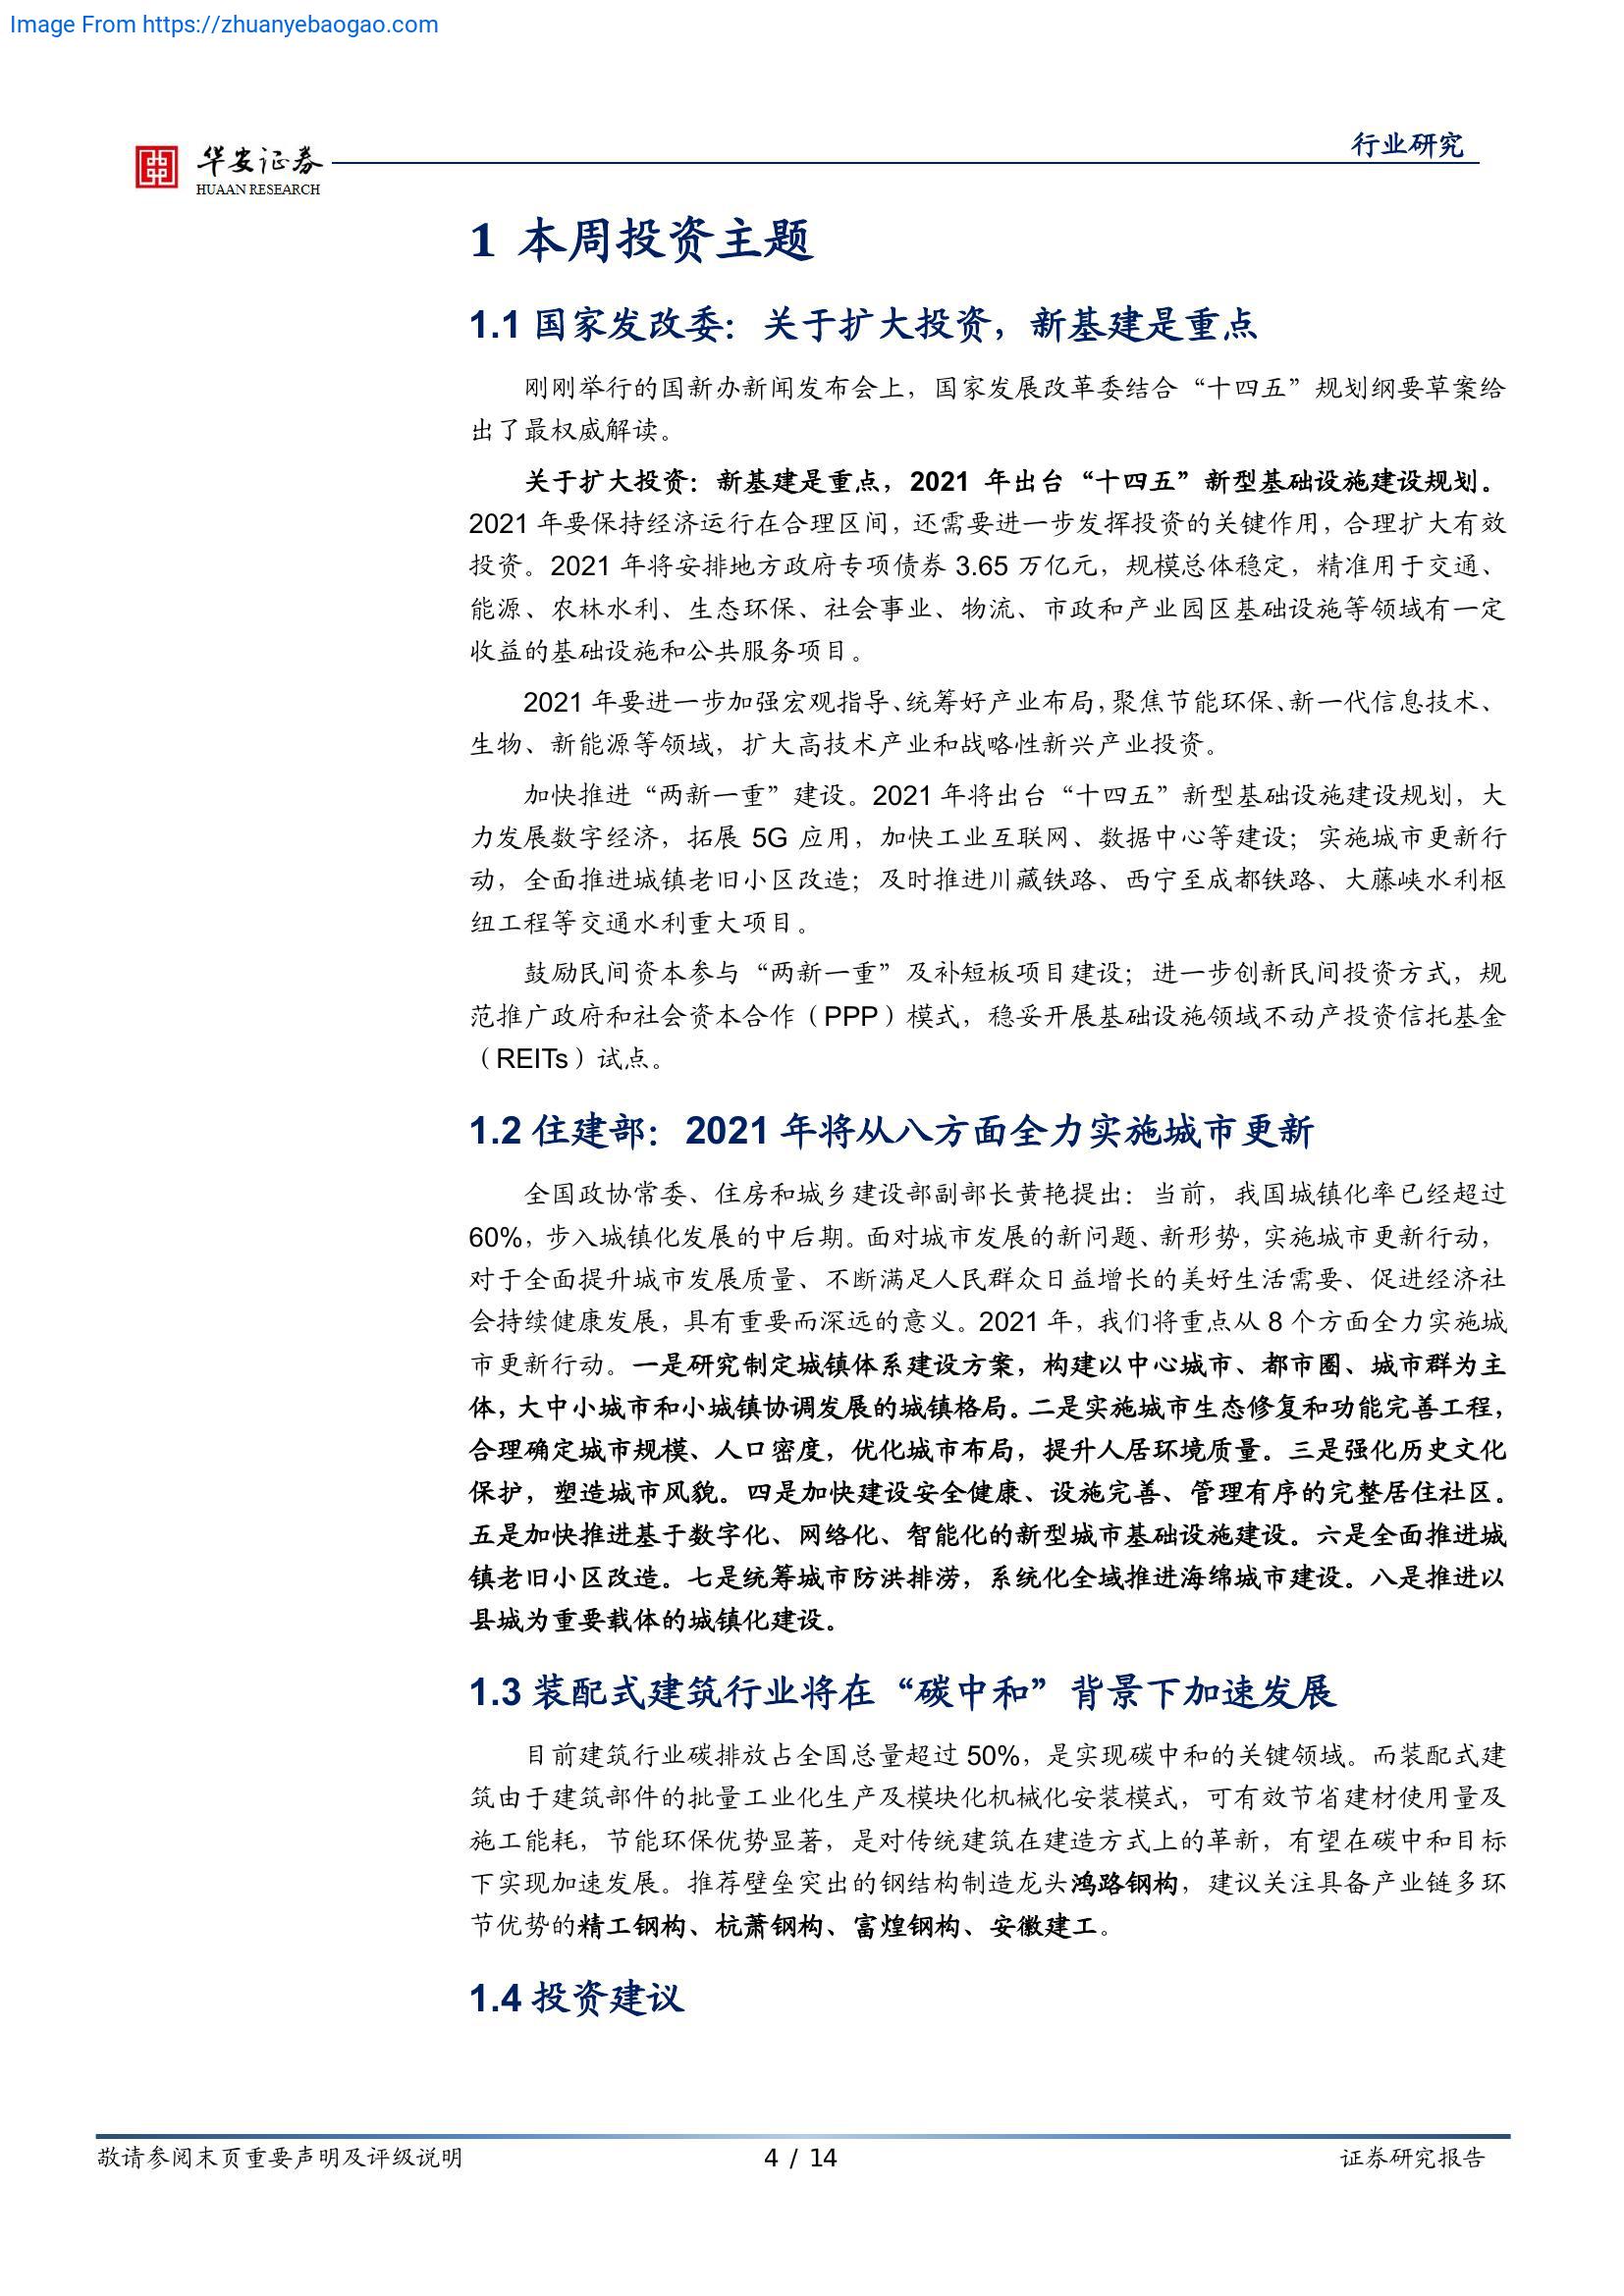 Image From https://zhuanyebaogao.com
华安证券
HUAAN RESEARCH
行业研究
1 本周投资主题
1.1 国家发改委：关于扩大投资，新基建是重点
刚刚举行的国新办新闻发布会上，国家发展改革委结合“十四五”规划纲要草案给
出了最权威解读。
关于扩大投资：新基建是重点，2021 年出台“十四五”新型基础设施建设规划。
2021 年要保持经济运行在合理区间，还需要进一步发挥投资的关键作用，合理扩大有效
投资。2021 年将安排地方政府专项债券 3.65 万亿元，规模总体稳定，精准用于交通、
能源、农林水利、生态环保、社会事业、物流、市政和产业园区基础设施等领域有一定
收益的基础设施和公共服务项目。
2021 年要进一步加强宏观指导、统筹好产业布局，聚焦节能环保、新一代信息技术、
生物、新能源等领域，扩大高技术产业和战略性新兴产业投资。
加快推进“两新一重”建设。2021 年将出台“十四五”新型基础设施建设规划，大
力发展数字经济，拓展 5G 应用，加快工业互联网、数据中心等建设；实施城市更新行
动，全面推进城镇老旧小区改造；及时推进川藏铁路、西宁至成都铁路、大藤峡水利枢
纽工程等交通水利重大项目。
鼓励民间资本参与“两新一重”及补短板项目建设；进一步创新民间投资方式，规
范推广政府和社会资本合作（PPP）模式，稳妥开展基础设施领域不动产投资信托基金
（REITs）试点。
1.2 住建部：2021 年将从八方面全力实施城市更新
全国政协常委、住房和城乡建设部副部长黄艳提出：当前，我国城镇化率已经超过
60%，步入城镇化发展的中后期。面对城市发展的新问题、新形势，实施城市更新行动，
对于全面提升城市发展质量、不断满足人民群众日益增长的美好生活需要、促进经济社
会持续健康发展，具有重要而深远的意义。2021 年，我们将重点从 8 个方面全力实施城
市更新行动。一是研究制定城镇体系建设方案，构建以中心城市、都市圈、城市群为主
体，大中小城市和小城镇协调发展的城镇格局。二是实施城市生态修复和功能完善工程，
合理确定城市规模、人口密度，优化城市布局，提升人居环境质量。三是强化历史文化
保护，塑造城市风貌。四是加快建设安全健康、设施完善、管理有序的完整居住社区。
五是加快推进基于数字化、网络化、智能化的新型城市基础设施建设。六是全面推进城
镇老旧小区改造。七是统筹城市防洪排涝，系统化全域推进海绵城市建设。八是推进以
县城为重要载体的城镇化建设。
1.3 装配式建筑行业将在“碳中和”背景下加速发展
目前建筑行业碳排放占全国总量超过 50%，是实现碳中和的关键领域。而装配式建
筑由于建筑部件的批量工业化生产及模块化机械化安装模式，可有效节省建材使用量及
施工能耗，节能环保优势显著，是对传统建筑在建造方式上的革新，有望在碳中和目标
下实现加速发展。推荐壁垒突出的钢结构制造龙头鸿路钢构，建议关注具备产业链多环
节优势的精工钢构、杭萧钢构、富煌钢构、安徽建工。
1.4 投资建议
敬请参阅末页重要声明及评级说明
4 / 14
证券研究报告